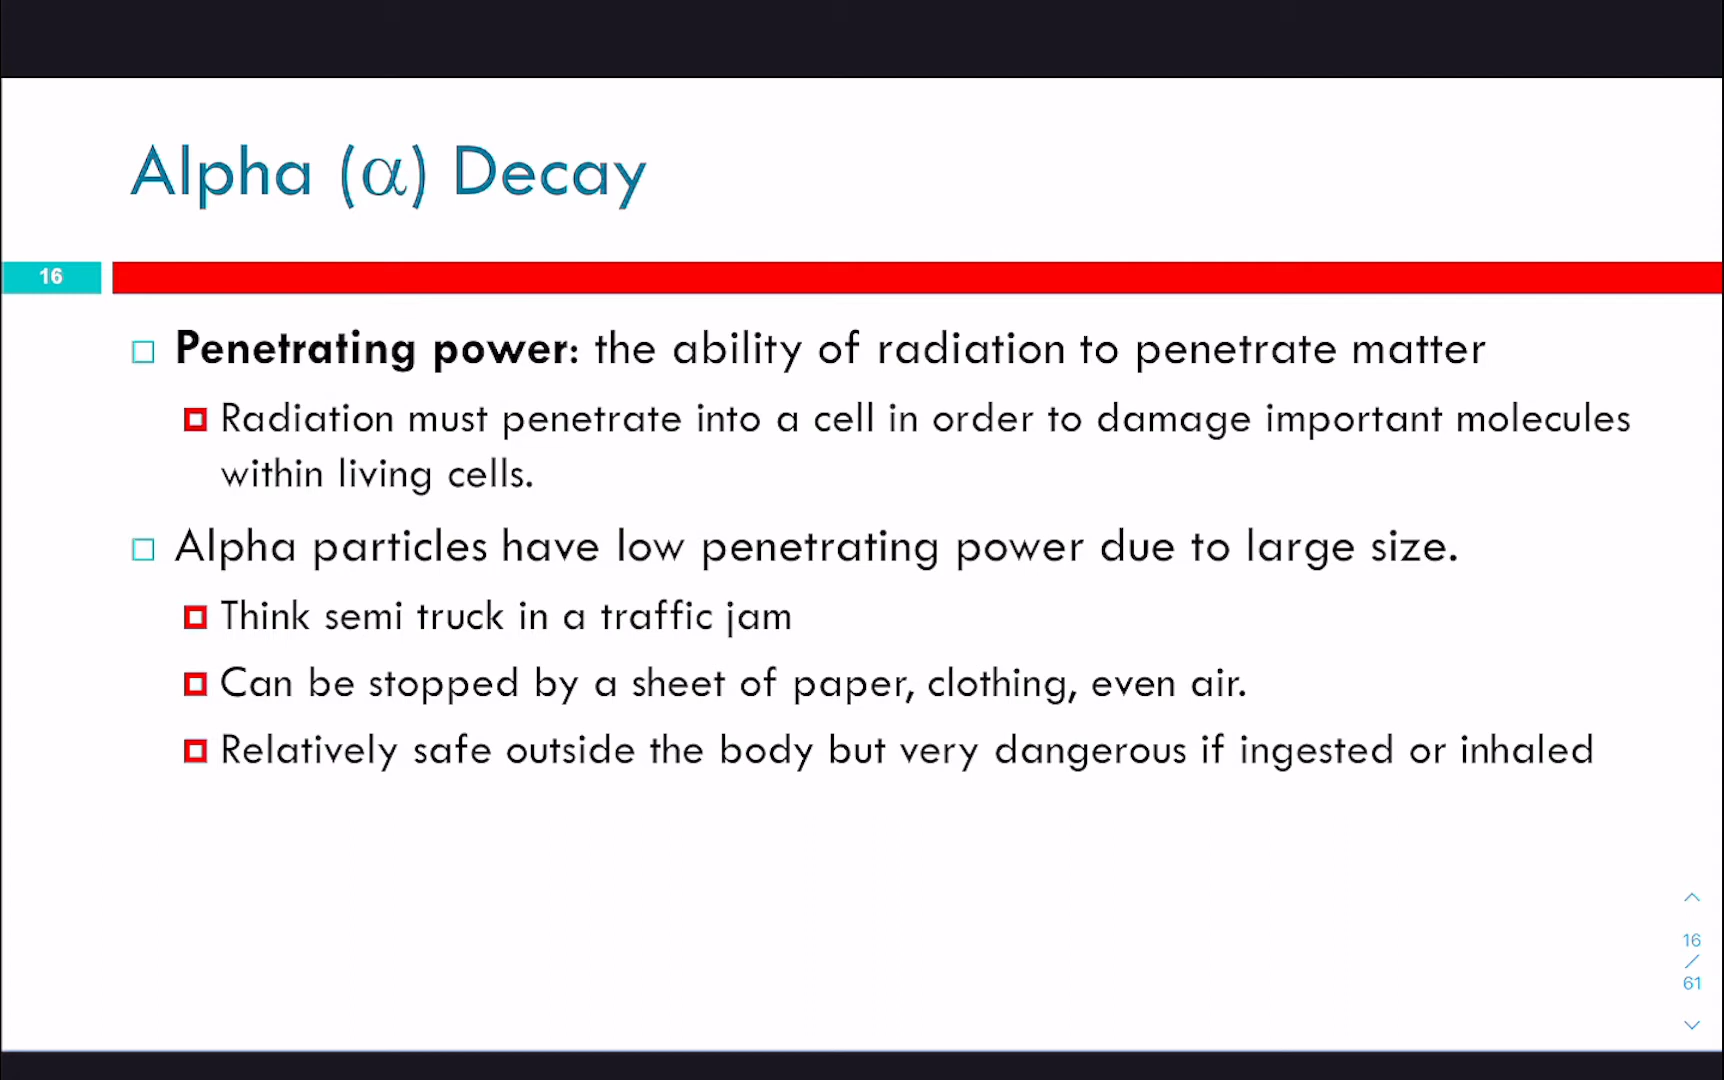 Alpha (α) Decay
16
Penetrating power: the ability of radiation to penetrate matter
Radiation must penetrate into a cell in order to damage important molecules
within living cells.
Alpha particles have low penetrating power due to large size.
Think semi truck in a traffic jam
Can be stopped by a sheet of paper, clothing, even air.
Relatively safe outside the body but very dangerous if ingested or inhaled
16
/
61